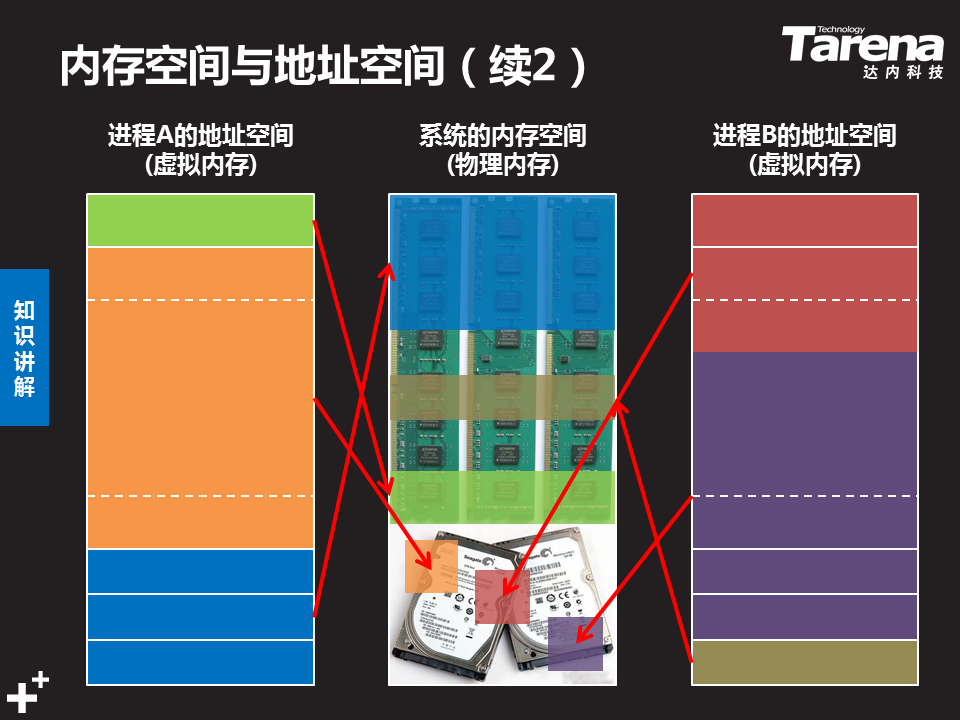 内存空间与地址空间（续2）
Technology
Tarena
达内科技
进程A的地址空间
(虚拟内存)
系统的内存空间
(物理内存)
进程B的地址空间
(虚拟内存)
知识讲解
Seagate
Seagate